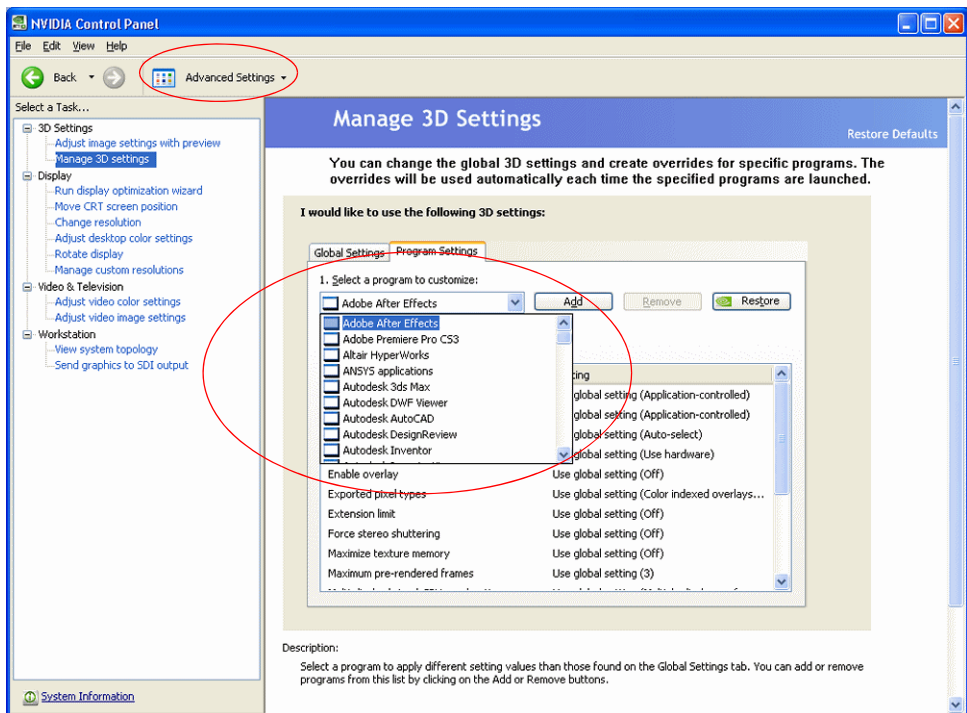 NVIDIA Control Panel
File Edit View Help
Back Advanced Settings
Select a Task...
3D Settings
Adjust image settings with preview
Manage 3D settings
Display
Run display optimization wizard
Move CRT screen position
Change resolution
Adjust desktop color settings
Rotate display
Manage custom resolutions
Video & Television
Adjust video color settings
Adjust video image settings
Workstation
View system topology
Send graphics to SDI output
System Information
Manage 3D Settings
Restore Defaults
You can change the global 3D settings and create overrides for specific programs. The
overrides will be used automatically each time the specified programs are launched.
I would like to use the following 3D settings:
Global Settings Program Settings
1. Select a program to customize:
Adobe After Effects Add Remove Restore
Adobe After Effects
Adobe Premiere Pro CS3
Altair HyperWorks
ANSYS applications
Autodesk 3ds Max
Autodesk DWF Viewer
Autodesk AutoCAD
Autodesk DesignReview
Autodesk Inventor
global setting (Application-controlled)
global setting (Application-controlled)
global setting (Auto-select)
global setting (Use hardware)
Enable overlay Use global setting (Off)
Exported pixel types Use global setting (Color indexed overlays...
Extension limit Use global setting (Off)
Force stereo shuttering Use global setting (Off)
Maximize texture memory Use global setting (Off)
Maximum pre-rendered frames Use global setting (3)
Description:
Select a program to apply different setting values than those found on the Global Settings tab. You can add or remove
programs from this list by clicking on the Add or Remove buttons.